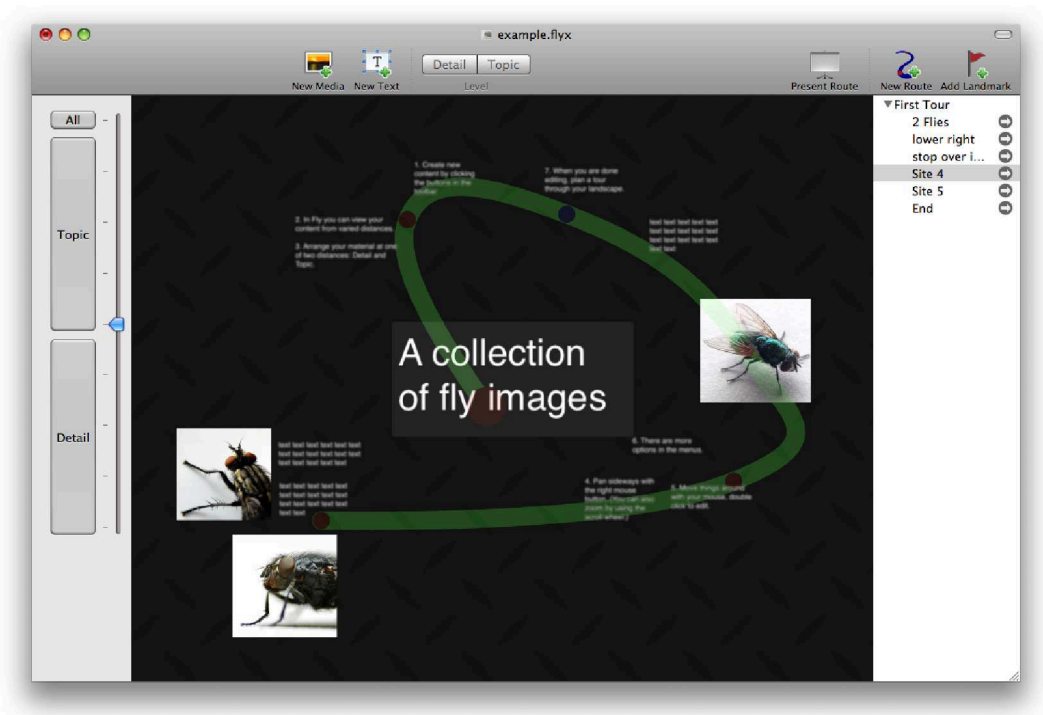 example.flyx
New Media
New Text
Detail
Topic
Level
Present Route
New Route
Add Landmark
All
Topic
Detail
1. Create new
content by clicking
the buttons in the
toolbar
7. When you are done
editing, plan a tour
through your landscape.
2. In Fly you can view your
content from varied distances.
3. Arrange your material at one
of two distances: Detail and
Topic.
text text text text text
text text text text text
text text text text text
text text
A collection
of fly images
text text text text text text
text text text text text text
text text text text text
text text text text text
text text text text text
text text text text text
text text
6. There are more
options in the menus.
4. Pan sideways with
the right mouse
button. (You can also
zoom by using the
scroll wheel.)
5. Move things around
with your mouse, double
click to edit.
First Tour
2 Flies
lower right
stop over i...
Site 4
Site 5
End